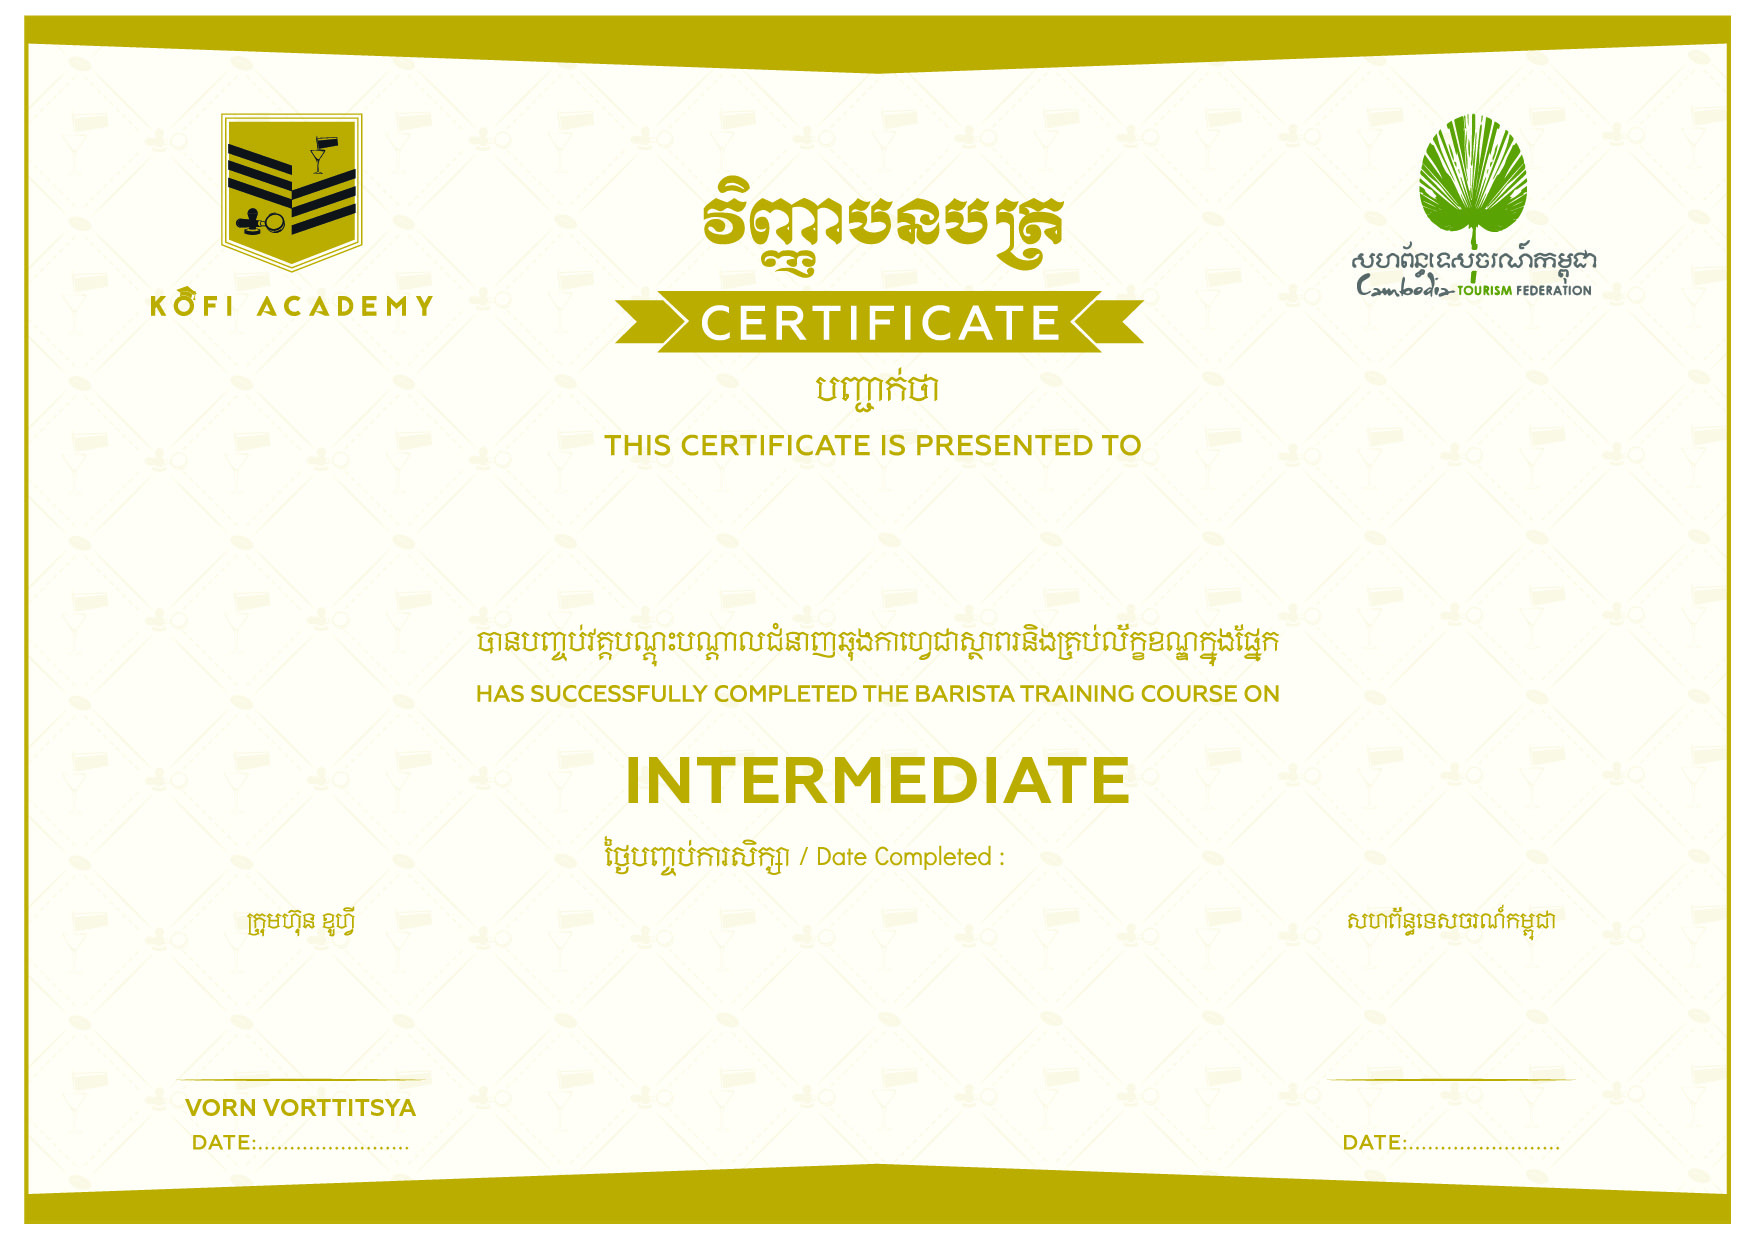 KOFI ACADEMY
វិញ្ញាបនបត្រ
សហព័ន្ធទេសចរណ៍កម្ពុជា
Cambodia TOURISM FEDERATION
CERTIFICATE
បញ្ជាក់ថា
THIS CERTIFICATE IS PRESENTED TO
បានបញ្ចប់វគ្គបណ្តុះបណ្តាលជំនាញឆុងកាហ្វេជាស្ថាពរនិងគ្រប់ល័ក្ខខណ្ឌក្នុងផ្នែក
HAS SUCCESSFULLY COMPLETED THE BARISTA TRAINING COURSE ON
INTERMEDIATE
ថ្ងៃបញ្ចប់ការសិក្សា / Date Completed :
ក្រុមហ៊ុន ខូហ្វី
សហព័ន្ធទេសចរណ៍កម្ពុជា
VORN VORTTITSYA
DATE:........................
DATE:........................